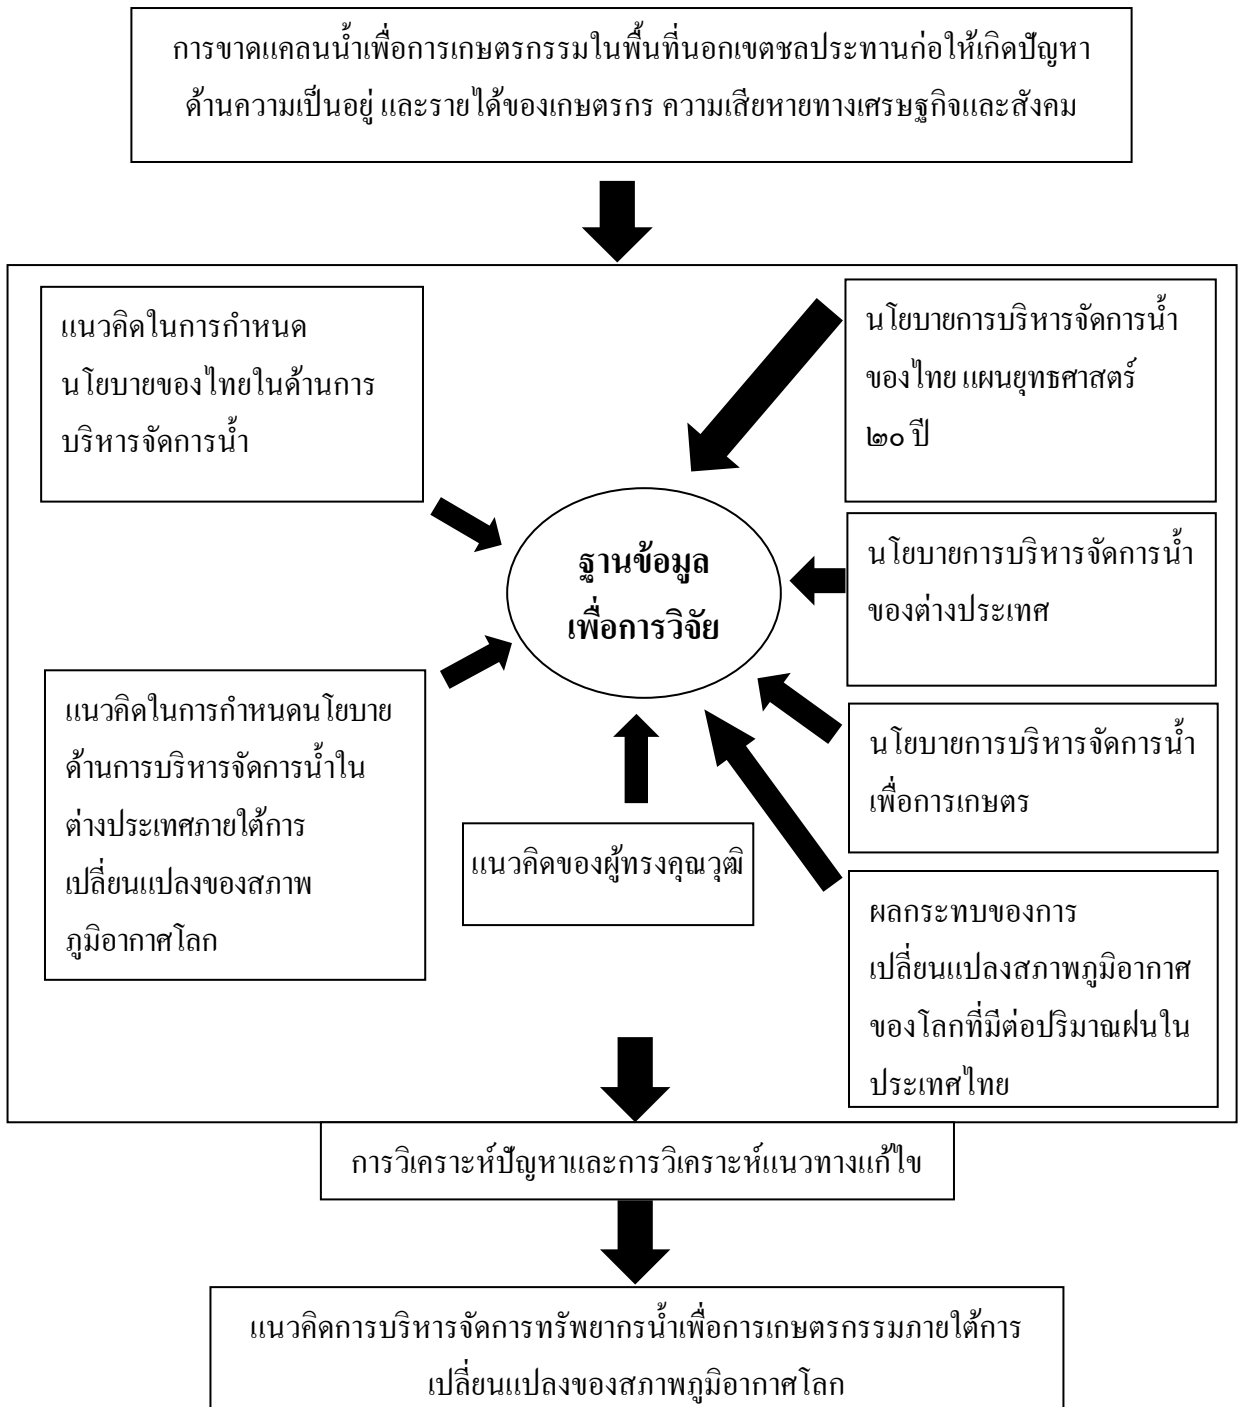 การขาดแคลนน้ำเพื่อการเกษตรกรรมในพื้นที่นอกเขตชลประทานก่อให้เกิดปัญหา
ด้านความเป็นอยู่ และรายได้ของเกษตรกร ความเสียหายทางเศรษฐกิจและสังคม
แนวคิดในการกำหนด
นโยบายของไทยในด้านการ
บริหารจัดการน้ำ
นโยบายการบริหารจัดการน้ำ
ของไทย แผนยุทธศาสตร์
๒๐ ปี
ฐานข้อมูล
เพื่อการวิจัย
นโยบายการบริหารจัดการน้ำ
ของต่างประเทศ
แนวคิดในการกำหนดนโยบาย
ด้านการบริหารจัดการน้ำใน
ต่างประเทศภายใต้การ
เปลี่ยนแปลงของสภาพ
ภูมิอากาศโลก
นโยบายการบริหารจัดการน้ำ
เพื่อการเกษตร
แนวคิดของผู้ทรงคุณวุฒิ
ผลกระทบของการ
เปลี่ยนแปลงสภาพภูมิอากาศ
ของโลกที่มีต่อปริมาณฝนใน
ประเทศไทย
การวิเคราะห์ปัญหาและการวิเคราะห์แนวทางแก้ไข
แนวคิดการบริหารจัดการทรัพยากรน้ำเพื่อการเกษตรกรรมภายใต้การ
เปลี่ยนแปลงของสภาพภูมิอากาศโลก